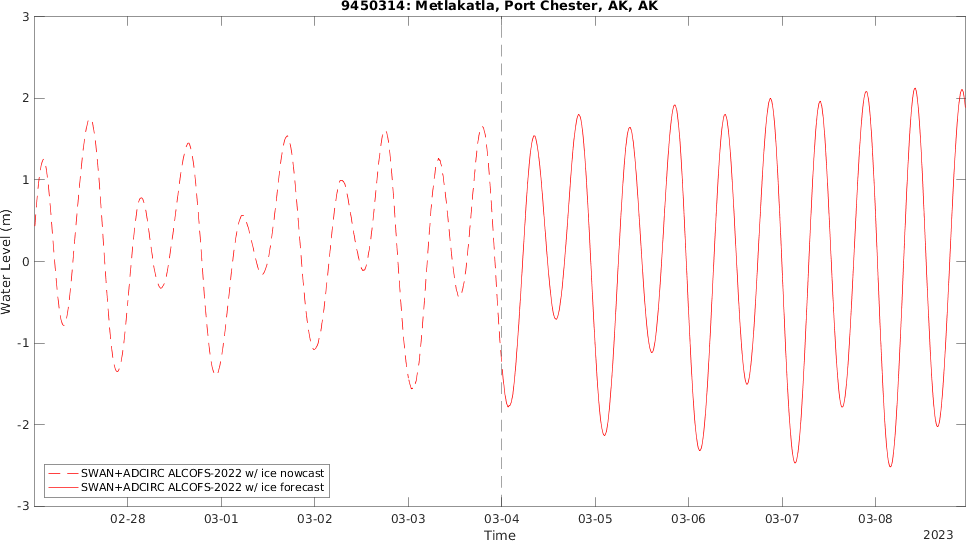 9450314: Metlakatla, Port Chester, AK, AK
3
2
1
0
-1
-2
-3
Water Level (m)
SWAN+ADCIRC ALCOFS-2022 w/ ice nowcast
SWAN+ADCIRC ALCOFS-2022 w/ ice forecast
02-28 03-01 03-02 03-03 03-04 03-05 03-06 03-07 03-08
Time
2023